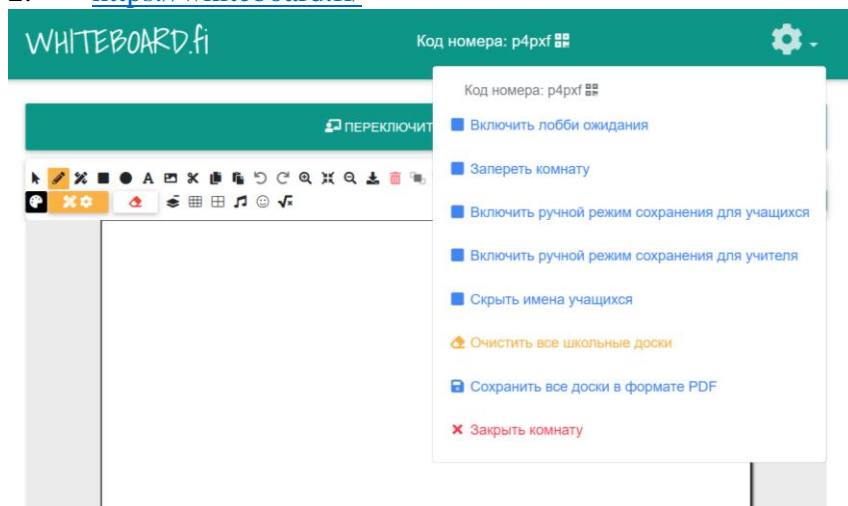 WHITEBOARD.fi
Код номера: p4pxf
Код номера: p4pxf
ПЕРЕКЛЮЧИТ
Включить лобби ожидания
Запереть комнату
Включить ручной режим сохранения для учащихся
Включить ручной режим сохранения для учителя
Скрыть имена учащихся
Очистить все школьные доски
Сохранить все доски в формате PDF
Закрыть комнату